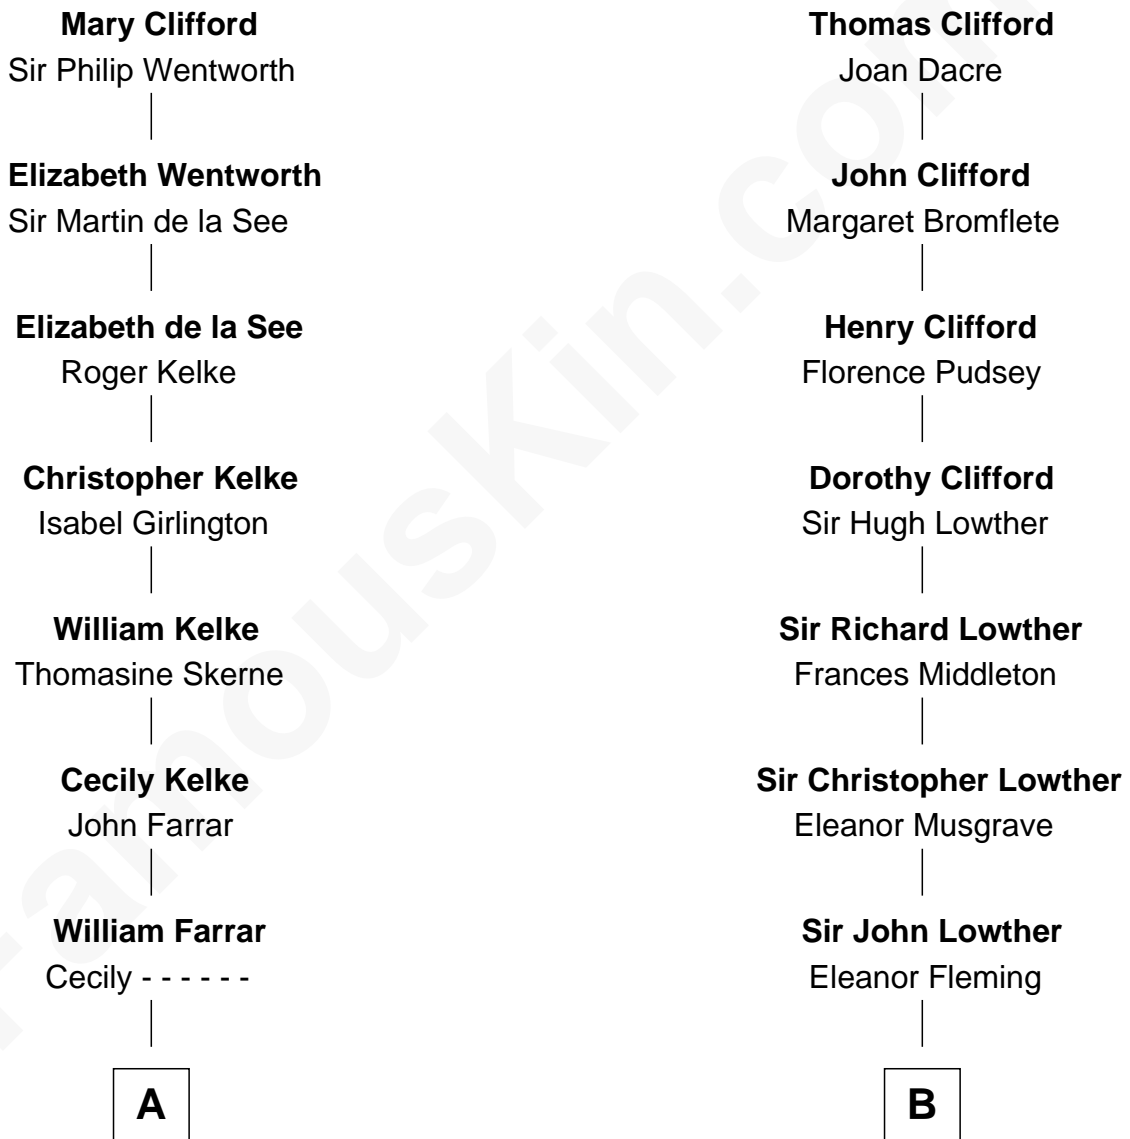 Mary Clifford
Sir Philip Wentworth
Elizabeth Wentworth
Sir Martin de la See
Elizabeth de la See
Roger Kelke
Christopher Kelke
Isabel Girlington
William Kelke
Thomasine Skerne
Cecily Kelke
John Farrar
William Farrar
Cecily - - - - - -
A
Thomas Clifford
Joan Dacre
John Clifford
Margaret Bromflete
Henry Clifford
Florence Pudsey
Dorothy Clifford
Sir Hugh Lowther
Sir Richard Lowther
Frances Middleton
Sir Christopher Lowther
Eleanor Musgrave
Sir John Lowther
Eleanor Fleming
B
FamousKin.com